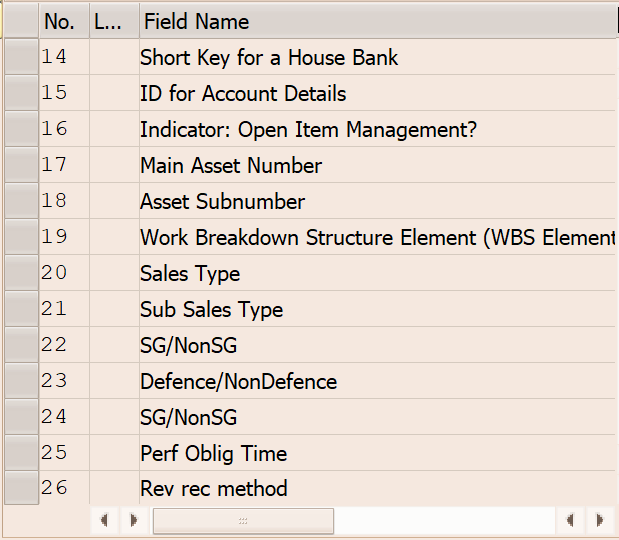 No. L... Field Name
14 Short Key for a House Bank
15 ID for Account Details
16 Indicator: Open Item Management?
17 Main Asset Number
18 Asset Subnumber
19 Work Breakdown Structure Element (WBS Element
20 Sales Type
21 Sub Sales Type
22 SG/NonSG
23 Defence/NonDefence
24 SG/NonSG
25 Perf Oblig Time
26 Rev rec method